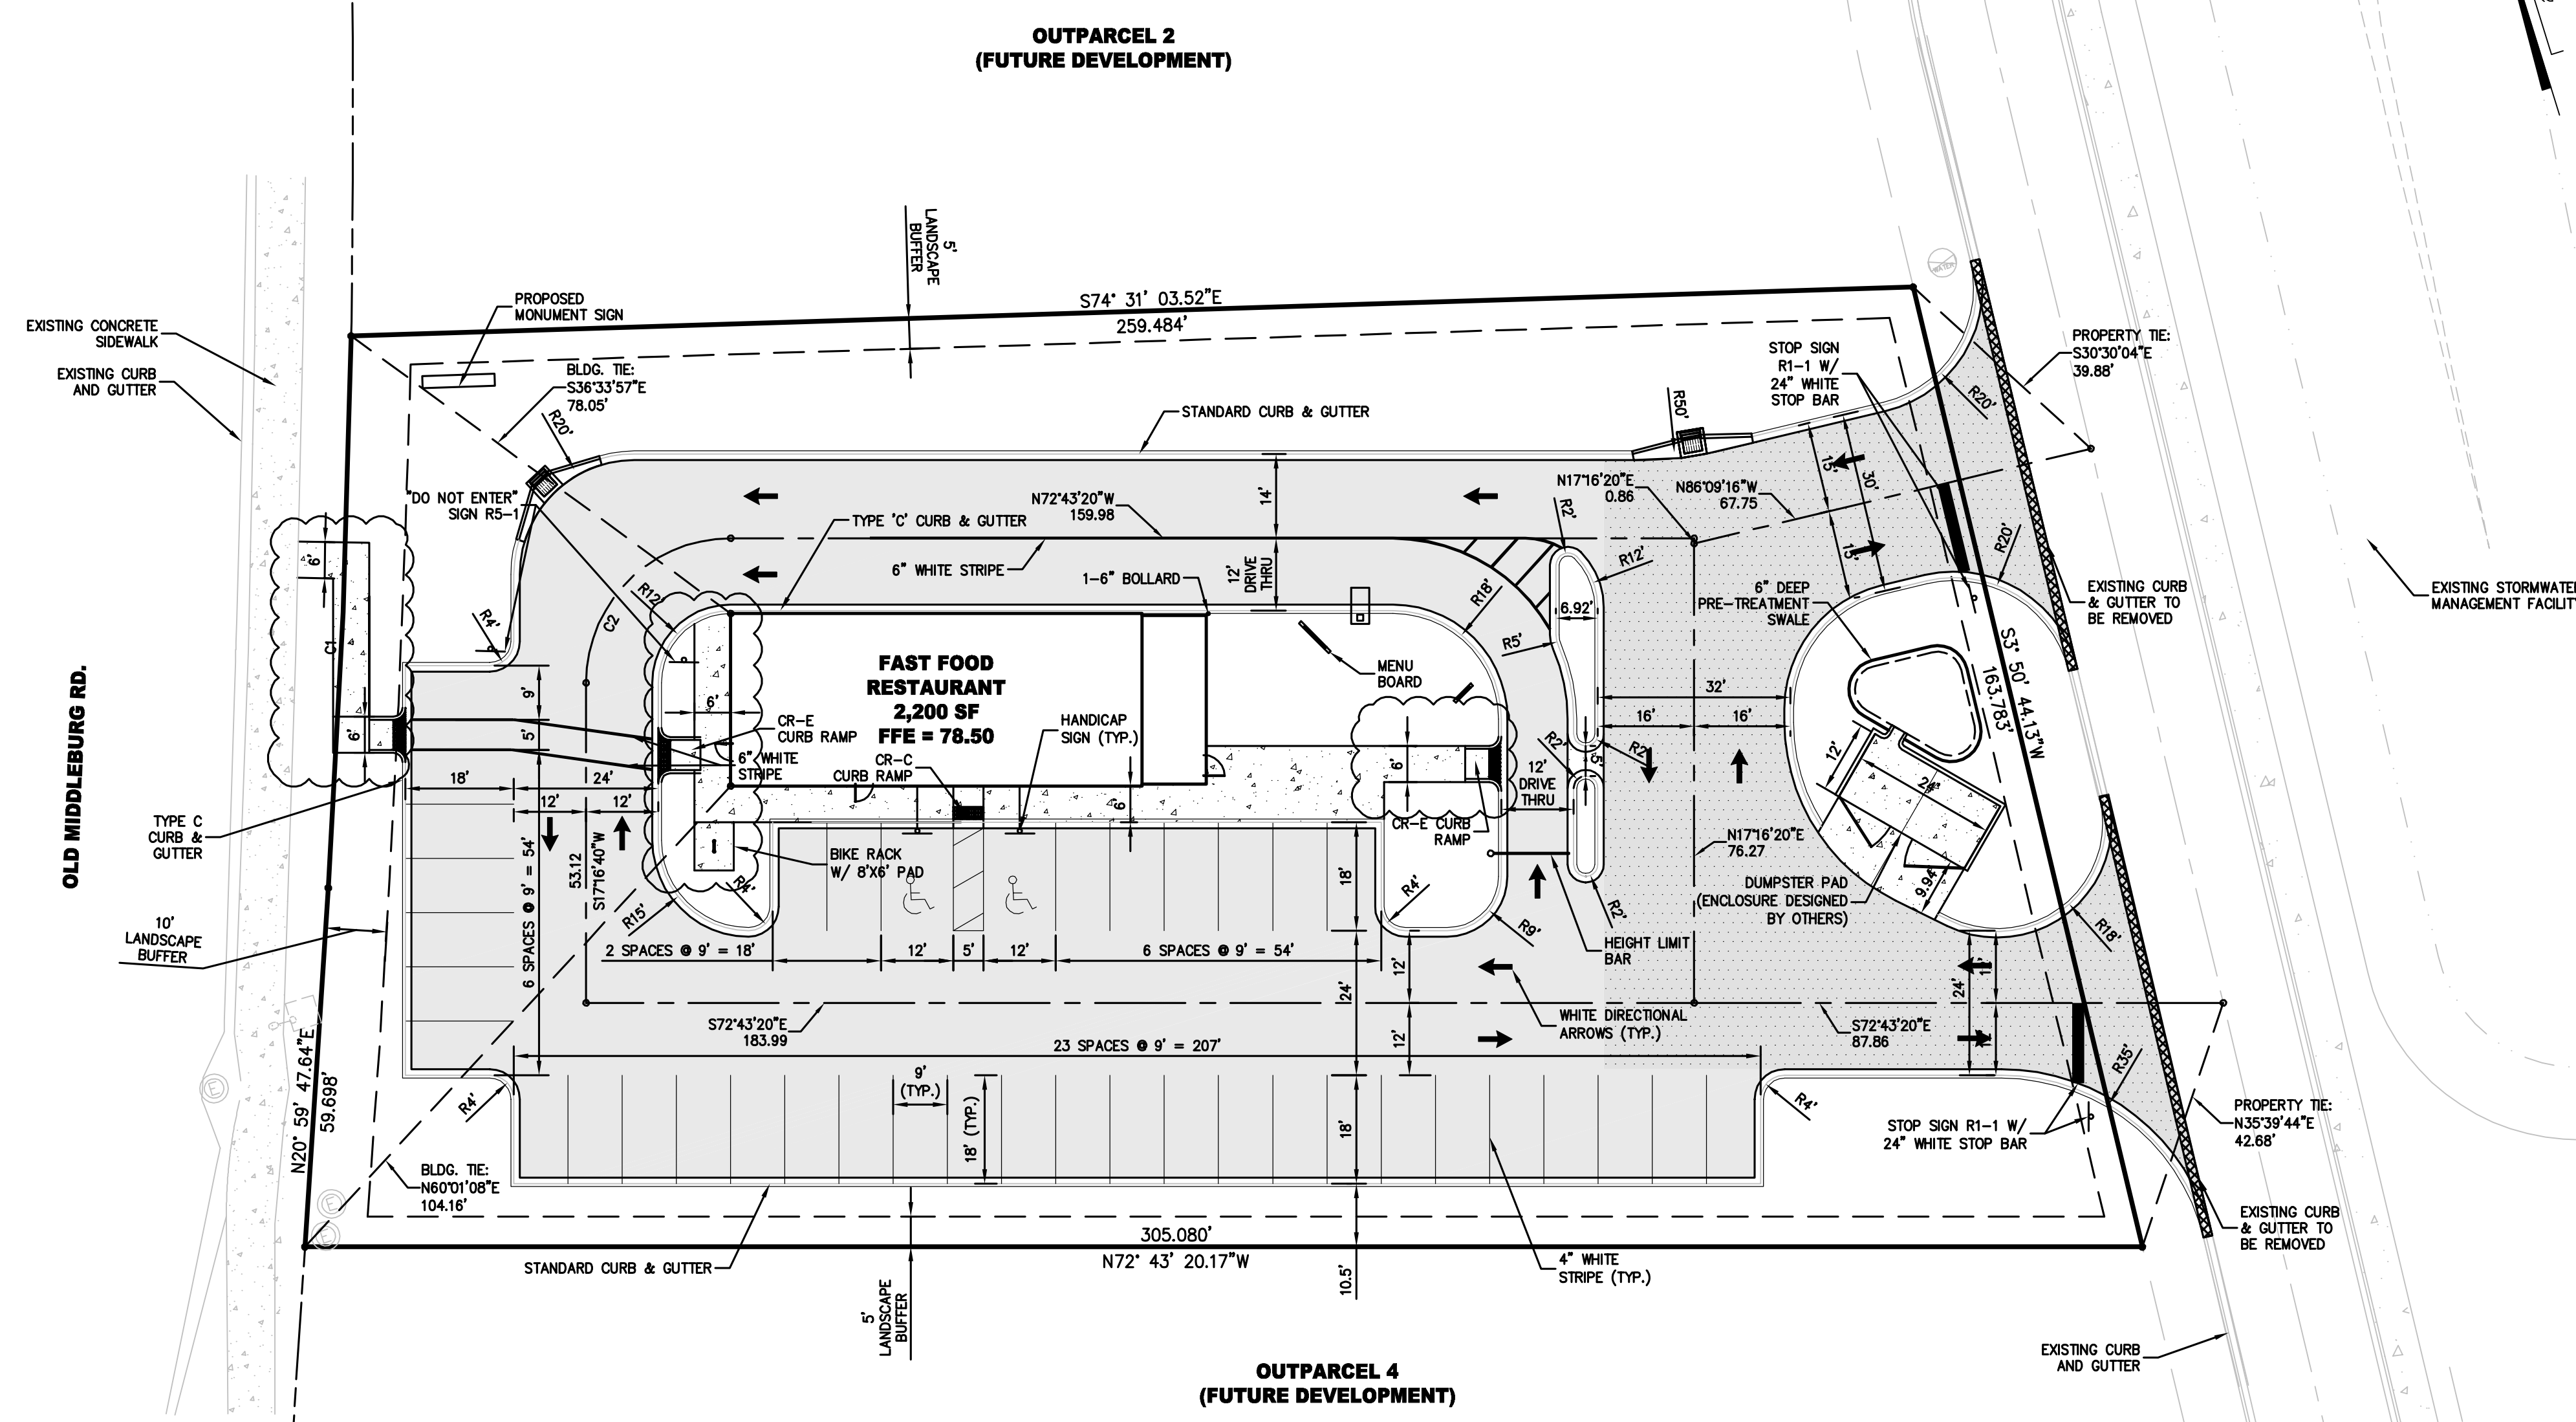 OUTPARCEL 2
(FUTURE DEVELOPMENT)
5'
LANDSCAPE
BUFFER
S74° 31' 03.52"E
259.484'
PROPOSED
MONUMENT SIGN
EXISTING CONCRETE
SIDEWALK
EXISTING CURB
AND GUTTER
BLDG. TIE:
S36°33'57"E
78.05'
R20'
STANDARD CURB & GUTTER
R50'
STOP SIGN
R1-1 W/
24" WHITE
STOP BAR
WATER
PROPERTY TIE:
S30°30'04"E
39.88'
R20'
"DO NOT ENTER"
SIGN R5-1
N72°43'20"W
159.98
14'
N17°16'20"E
0.86
N86°09'16"W
67.75
15'
30'
15'
TYPE 'C' CURB & GUTTER
R2'
R12'
R20'
6" WHITE STRIPE
1-6" BOLLARD
12'
DRIVE
THRU
R18'
6.92'
R5'
6" DEEP
PRE-TREATMENT
SWALE
EXISTING CURB
& GUTTER TO
BE REMOVED
EXISTING STORMWATE
MANAGEMENT FACILIT
6'
C1
6'
R4'
R12'
C2
FAST FOOD
RESTAURANT
2,200 SF
FFE = 78.50
MENU
BOARD
S3° 50' 44.13"W
163.783'
OLD MIDDLEBURG RD.
9'
5'
6'
CR-E
CURB RAMP
6" WHITE
STRIPE
CR-C
CURB RAMP
HANDICAP
SIGN (TYP.)
6'
6'
32'
16'
16'
R2'
R2'
5'
12'
DRIVE
THRU
12'
24'
18'
24'
12'
12'
TYPE C
CURB &
GUTTER
6 SPACES @ 9' = 54'
53.12
S17°16'40"W
BIKE RACK
W/ 8'X6' PAD
R4'
R15'
18'
CR-E CURB
RAMP
R4'
R9'
R2'
N17°16'20"E
76.27
DUMPSTER PAD
(ENCLOSURE DESIGNED
BY OTHERS)
9.94'
R18'
10'
LANDSCAPE
BUFFER
2 SPACES @ 9' = 18'
12'
5'
12'
6 SPACES @ 9' = 54'
HEIGHT LIMIT
BAR
12'
24'
12'
24'
12'
12'
S72°43'20"E
183.99
WHITE DIRECTIONAL
ARROWS (TYP.)
S72°43'20"E
87.86
23 SPACES @ 9' = 207'
9'
(TYP.)
18' (TYP.)
18'
R4'
R4'
R35'
N20° 59' 47.64"E
59.698'
E
E
E
BLDG. TIE:
N60°01'08"E
104.16'
STOP SIGN R1-1 W/
24" WHITE STOP BAR
PROPERTY TIE:
N35°39'44"E
42.68'
EXISTING CURB
& GUTTER TO
BE REMOVED
305.080'
N72° 43' 20.17"W
STANDARD CURB & GUTTER
5'
LANDSCAPE
BUFFER
10.5'
4" WHITE
STRIPE (TYP.)
EXISTING CURB
AND GUTTER
OUTPARCEL 4
(FUTURE DEVELOPMENT)